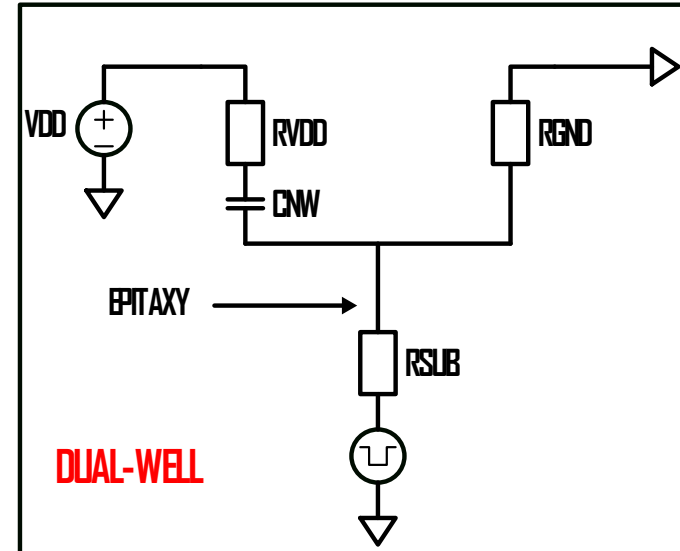 VDD
+
−
RVDD
RGND
CNW
EPITAXY
RSUB
DUAL-WELL